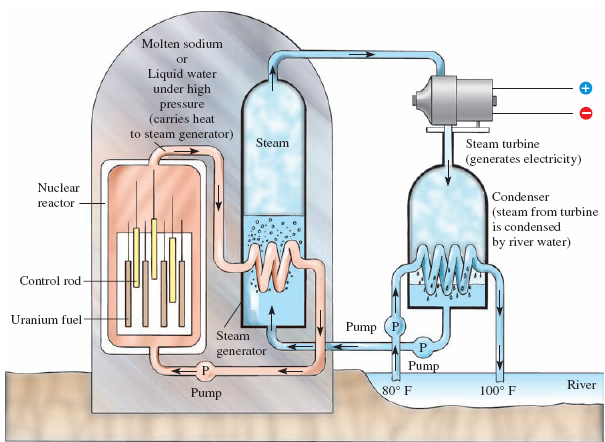 Molten sodium
or
Liquid water
under high
pressure
(carries heat
to steam generator)
Steam
Steam turbine
(generates electricity)
Nuclear
reactor
Condenser
(steam from turbine
is condensed
by river water)
Control rod
Uranium fuel
Steam
generator
Pump
P
P
Pump
P
Pump
80° F
100° F
River
+
−